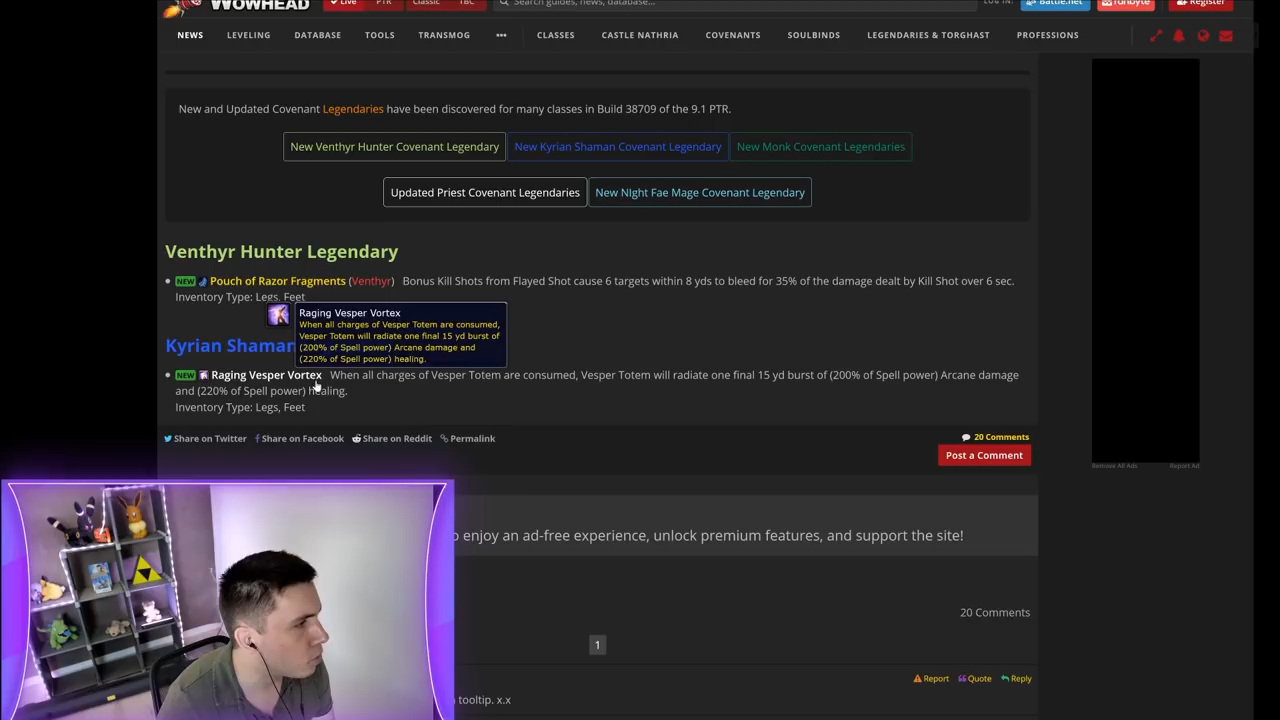 WOWHEAD
Live PTR Classic TBC Search guides, news, database... LOG IN: Battle.net funbyte Register
NEWS LEVELING DATABASE TOOLS TRANSMOG ••• CLASSES CASTLE NATHRIA COVENANTS SOULBINDS LEGENDARIES & TORGHAST PROFESSIONS
New and Updated Covenant Legendaries have been discovered for many classes in Build 38709 of the 9.1 PTR.
New Venthyr Hunter Covenant Legendary New Kyrian Shaman Covenant Legendary New Monk Covenant Legendaries
Updated Priest Covenant Legendaries New NIght Fae Mage Covenant Legendary
Venthyr Hunter Legendary
NEW Pouch of Razor Fragments (Venthyr) Bonus Kill Shots from Flayed Shot cause 6 targets within 8 yds to bleed for 35% of the damage dealt by Kill Shot over 6 sec.
Inventory Type: Legs, Feet
Raging Vesper Vortex
When all charges of Vesper Totem are consumed,
Vesper Totem will radiate one final 15 yd burst of
(200% of Spell power) Arcane damage and
(220% of Spell power) healing.
Kyrian Shaman
NEW Raging Vesper Vortex When all charges of Vesper Totem are consumed, Vesper Totem will radiate one final 15 yd burst of (200% of Spell power) Arcane damage
and (220% of Spell power) healing.
Inventory Type: Legs, Feet
Share on Twitter Share on Facebook Share on Reddit Permalink
20 Comments
Post a Comment
Remove All Ads Report Ad
o enjoy an ad-free experience, unlock premium features, and support the site!
20 Comments
1
Report Quote Reply
tooltip. x.x